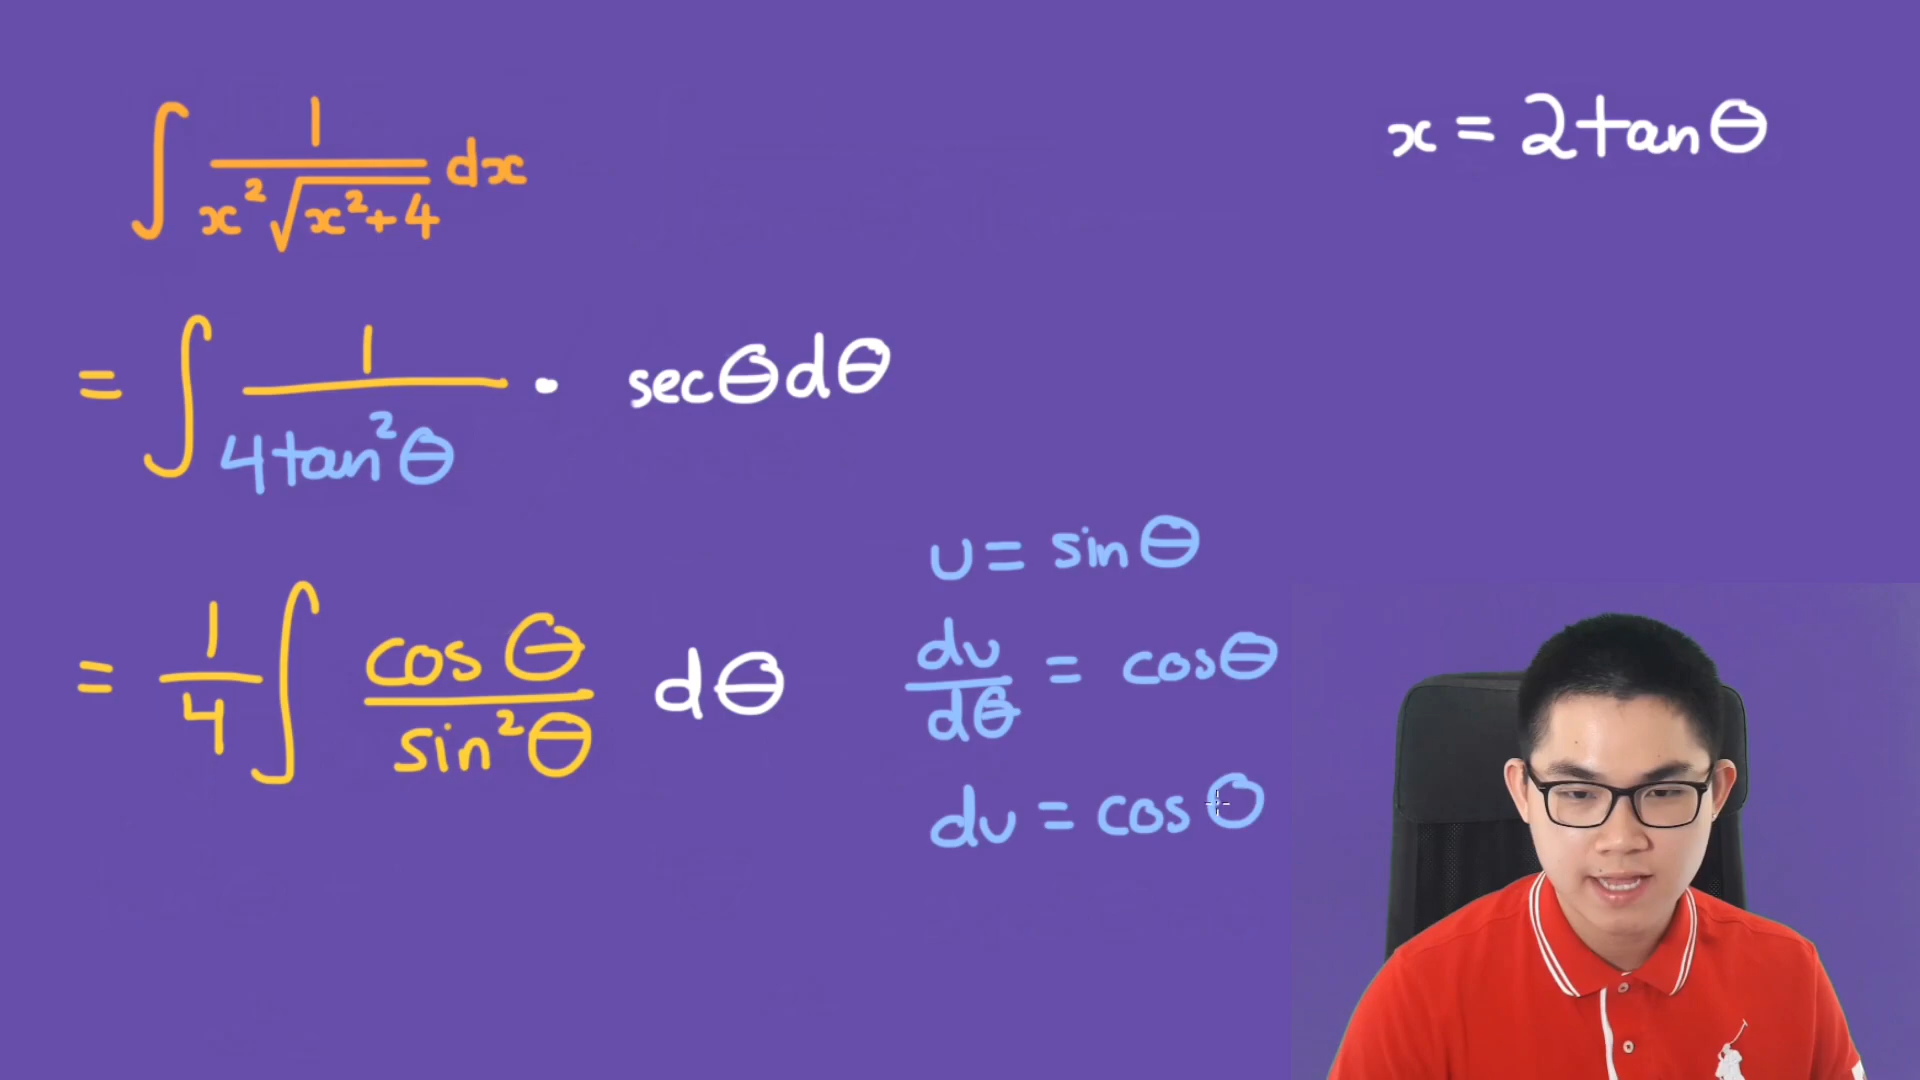 ∫ 1/(x²√(x²+4)) dx
x = 2tanθ
= ∫ 1/(4tan²θ) · secθdθ
= 1/4 ∫ cosθ/sin²θ dθ
u = sinθ
du/dθ = cosθ
du = cosO